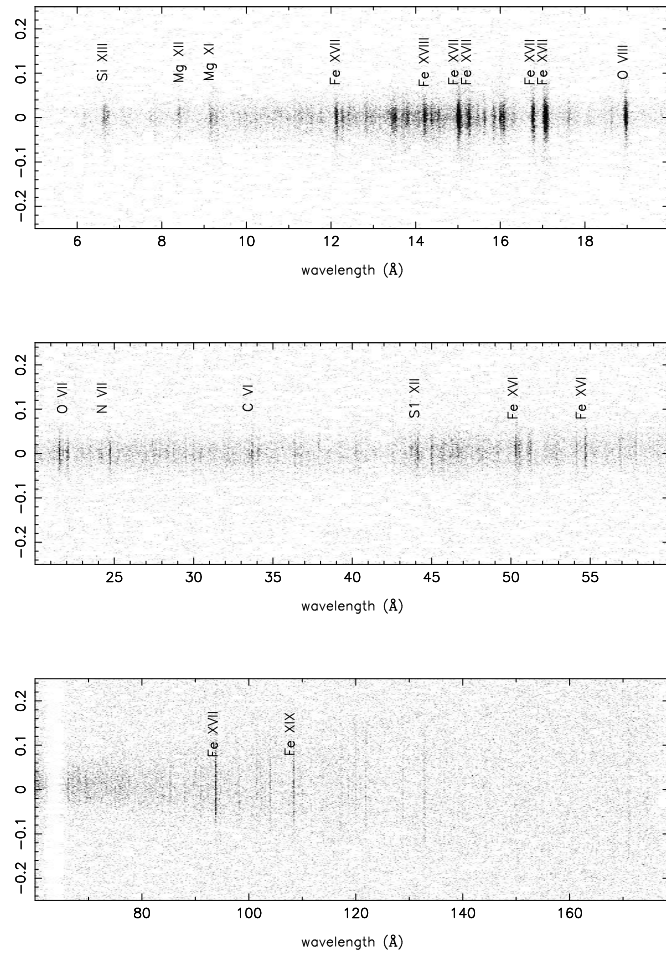 Si XIII
Mg XII
Mg XI
Fe XVII
Fe XVIII
Fe XVII
Fe XVII
Fe XVII
Fe XVII
O VIII
0.2
0.1
0
−0.1
−0.2
6 8 10 12 14 16 18
wavelength (Å)
O VII
N VII
C VI
S1 XII
Fe XVI
Fe XVI
0.2
0.1
0
−0.1
−0.2
25 30 35 40 45 50 55
wavelength (Å)
Fe XVII
Fe XIX
0.2
0.1
0
−0.1
−0.2
80 100 120 140 160
wavelength (Å)